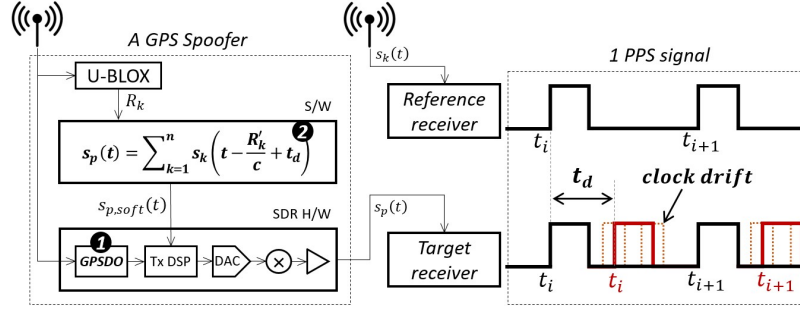 A GPS Spoofer
U-BLOX
R_k
S/W
s_p(t) = ∑_{k=1}^{n} s_k(t − R′_k/c + t_d)
2
s_{p,soft}(t)
SDR H/W
1
GPSDO
Tx DSP
DAC
×
s_k(t)
Reference
receiver
s_p(t)
Target
receiver
1 PPS signal
t_i
t_{i+1}
t_d
clock drift
t_i
t_i
t_{i+1}
t_{i+1}